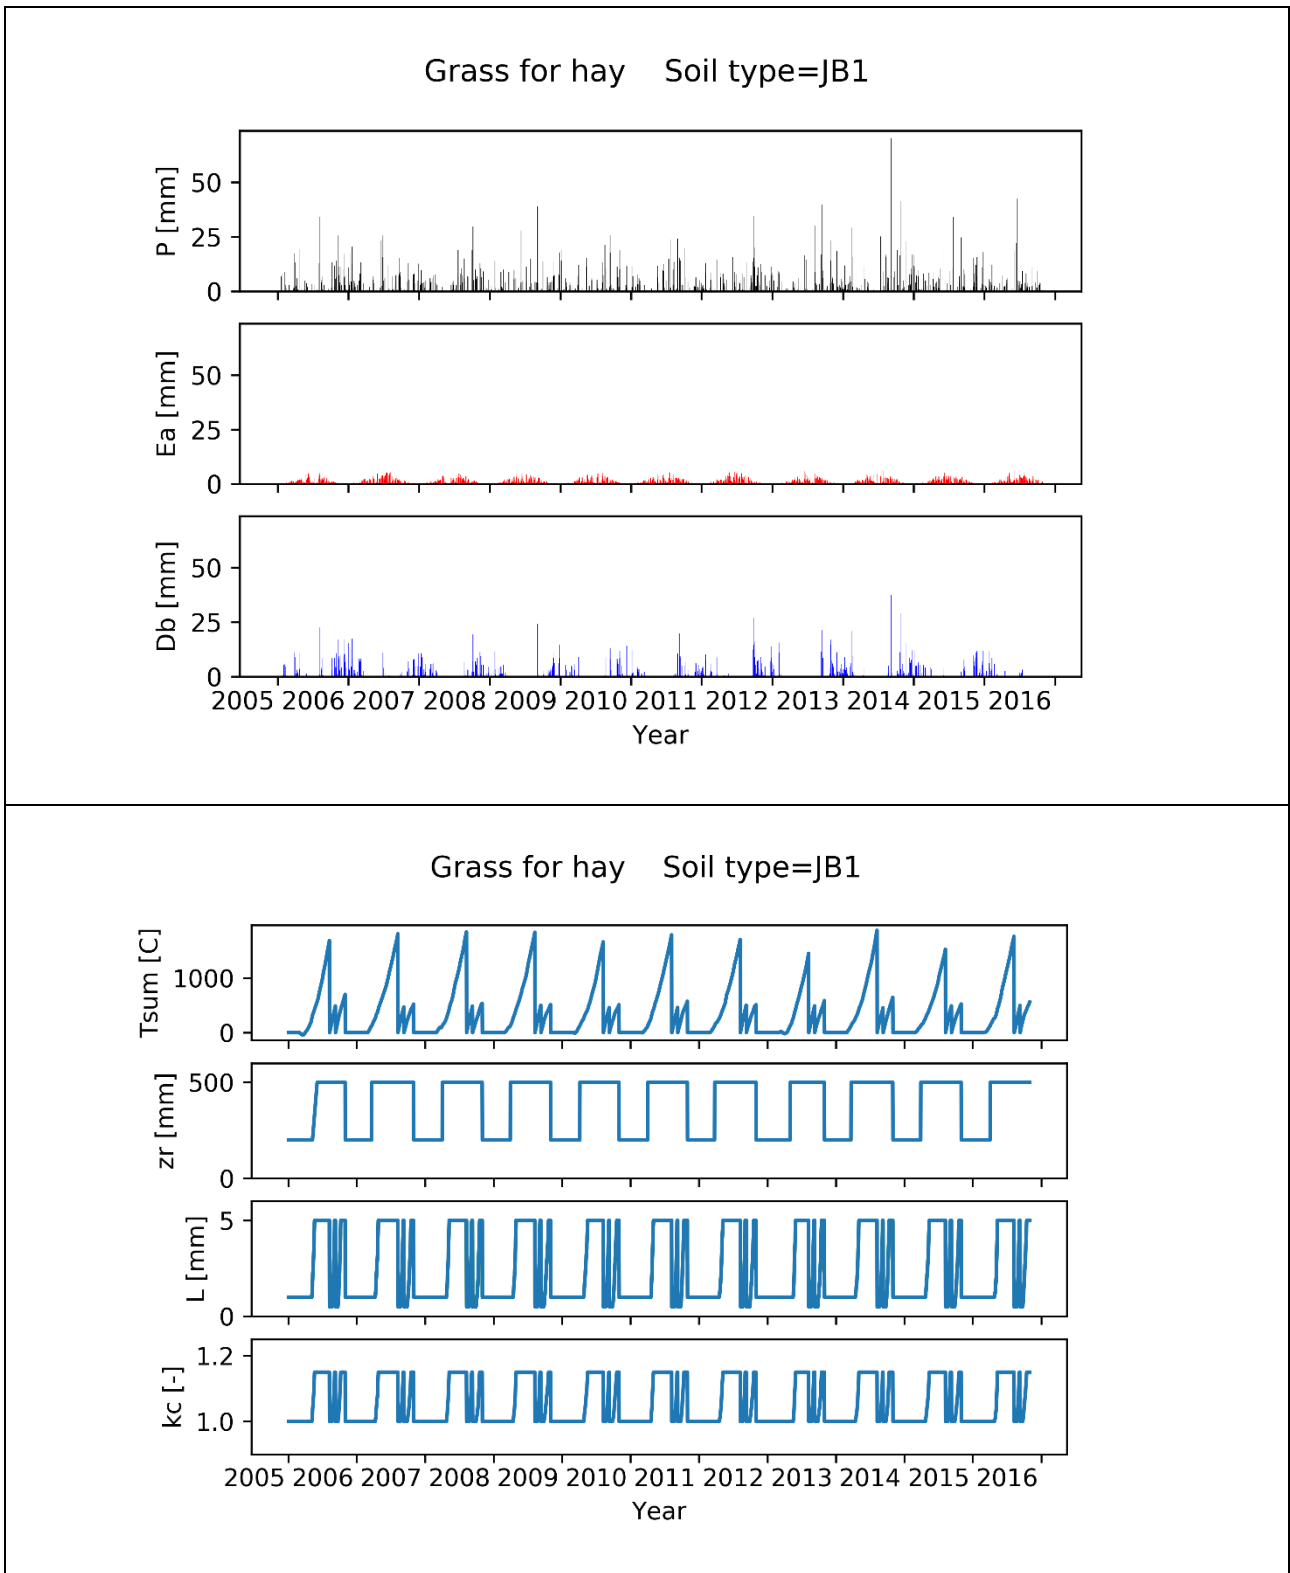 Grass for hay Soil type=JB1
P [mm]
50
25
0
Ea [mm]
50
25
0
Db [mm]
50
25
0
2005 2006 2007 2008 2009 2010 2011 2012 2013 2014 2015 2016
Year
Grass for hay Soil type=JB1
Tsum [C]
1000
0
zr [mm]
500
0
L [mm]
5
0
kc [-]
1.2
1.0
2005 2006 2007 2008 2009 2010 2011 2012 2013 2014 2015 2016
Year